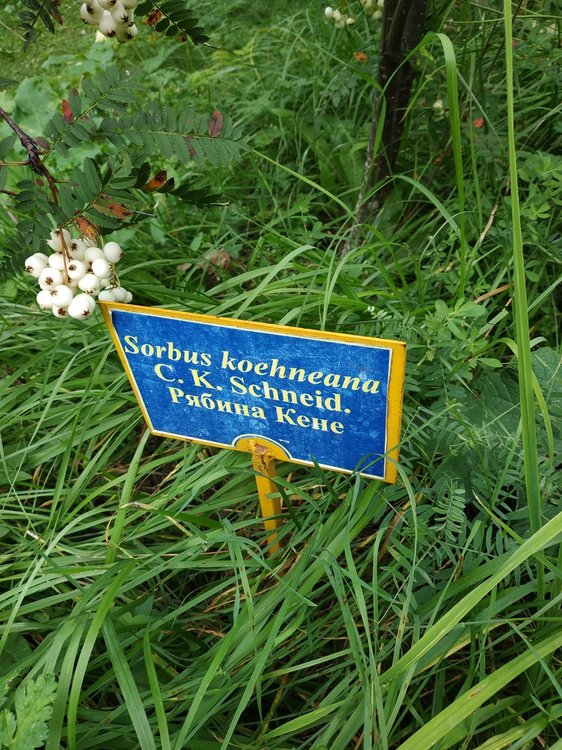 Sorbus koehneana
C. K. Schneid.
Рябина Кене